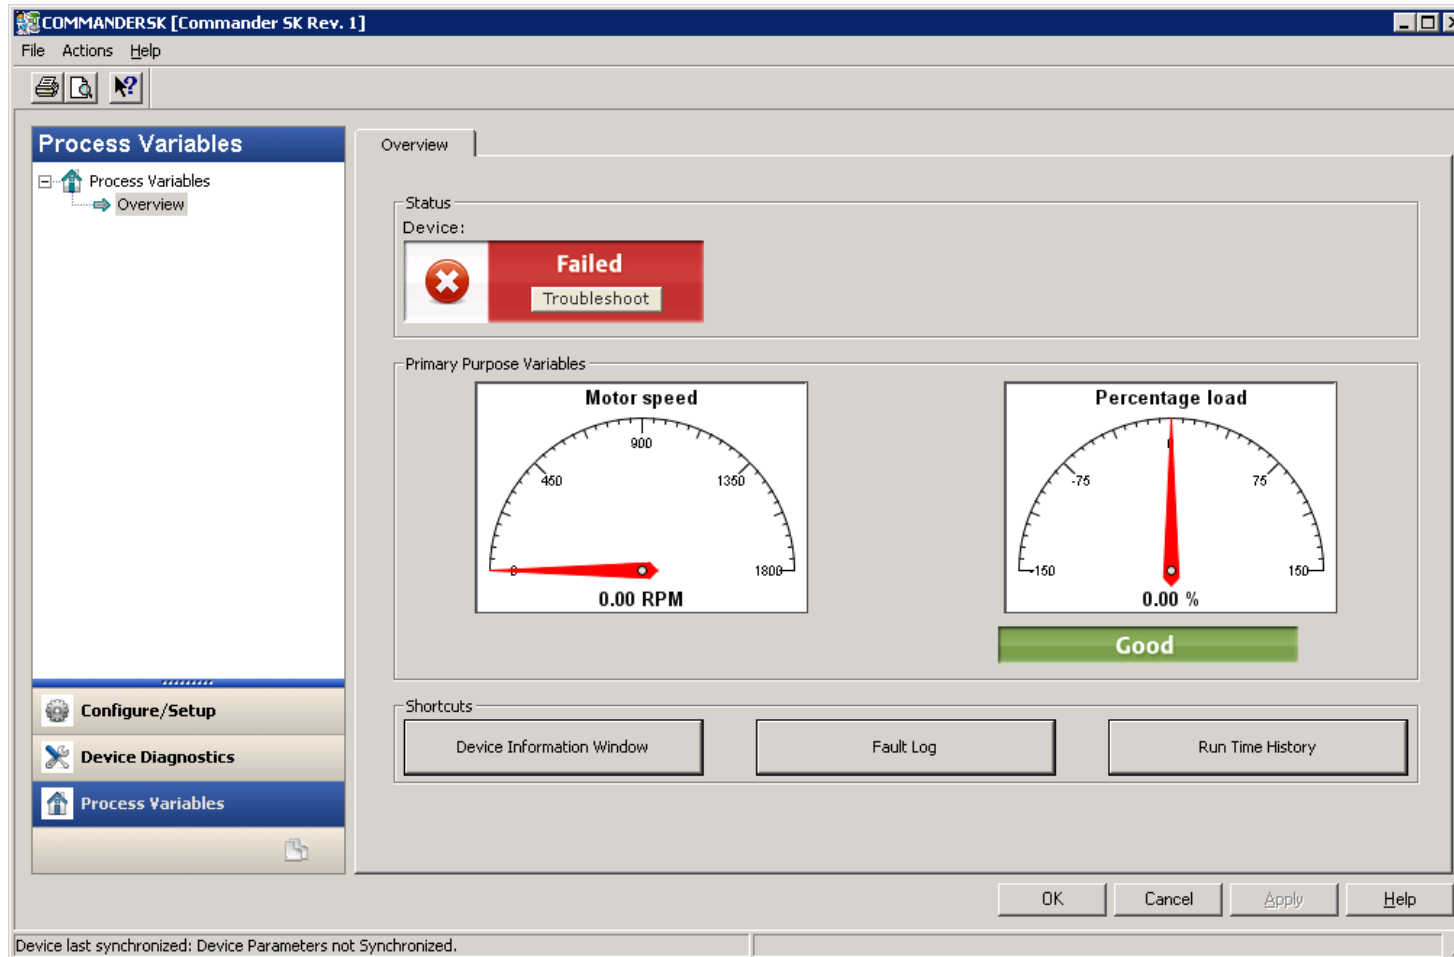 COMMANDERSK [Commander SK Rev. 1]
File Actions Help
Process Variables
Process Variables
Overview
Configure/Setup
Device Diagnostics
Process Variables
Overview
Status
Device:
Failed
Troubleshoot
Primary Purpose Variables
Motor speed
0
450
900
1350
1800
0.00 RPM
Percentage load
-150
-75
75
150
0.00 %
Good
Shortcuts
Device Information Window
Fault Log
Run Time History
OK
Cancel
Apply
Help
Device last synchronized: Device Parameters not Synchronized.